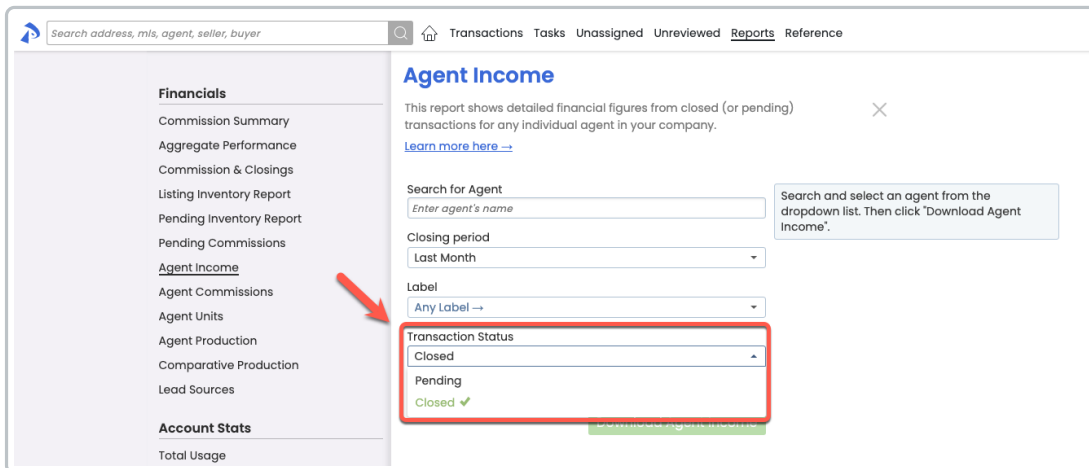 Search address, mls, agent, seller, buyer
Transactions Tasks Unassigned Unreviewed Reports Reference
Financials
Commission Summary
Aggregate Performance
Commission & Closings
Listing Inventory Report
Pending Inventory Report
Pending Commissions
Agent Income
Agent Commissions
Agent Units
Agent Production
Comparative Production
Lead Sources
Account Stats
Total Usage
Agent Income
This report shows detailed financial figures from closed (or pending)
transactions for any individual agent in your company.
Learn more here →
Search for Agent
Enter agent's name
Search and select an agent from the
dropdown list. Then click "Download Agent
Income".
Closing period
Last Month
Label
Any Label →
Transaction Status
Closed
Pending
Closed ✔
Download Agent Income